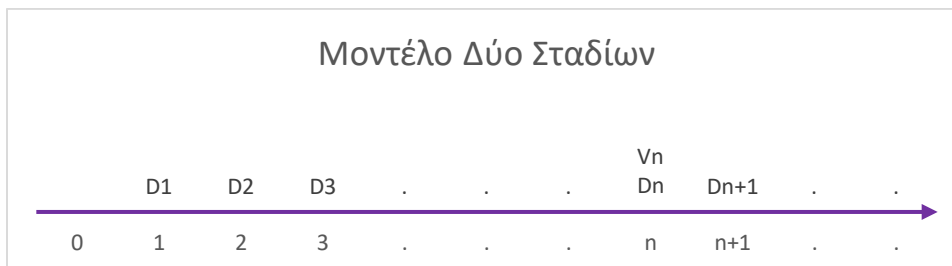 Μοντέλο Δύο Σταδίων
Vn
D1 D2 D3 . . . Dn Dn+1 . .
0 1 2 3 . . . n n+1 . .